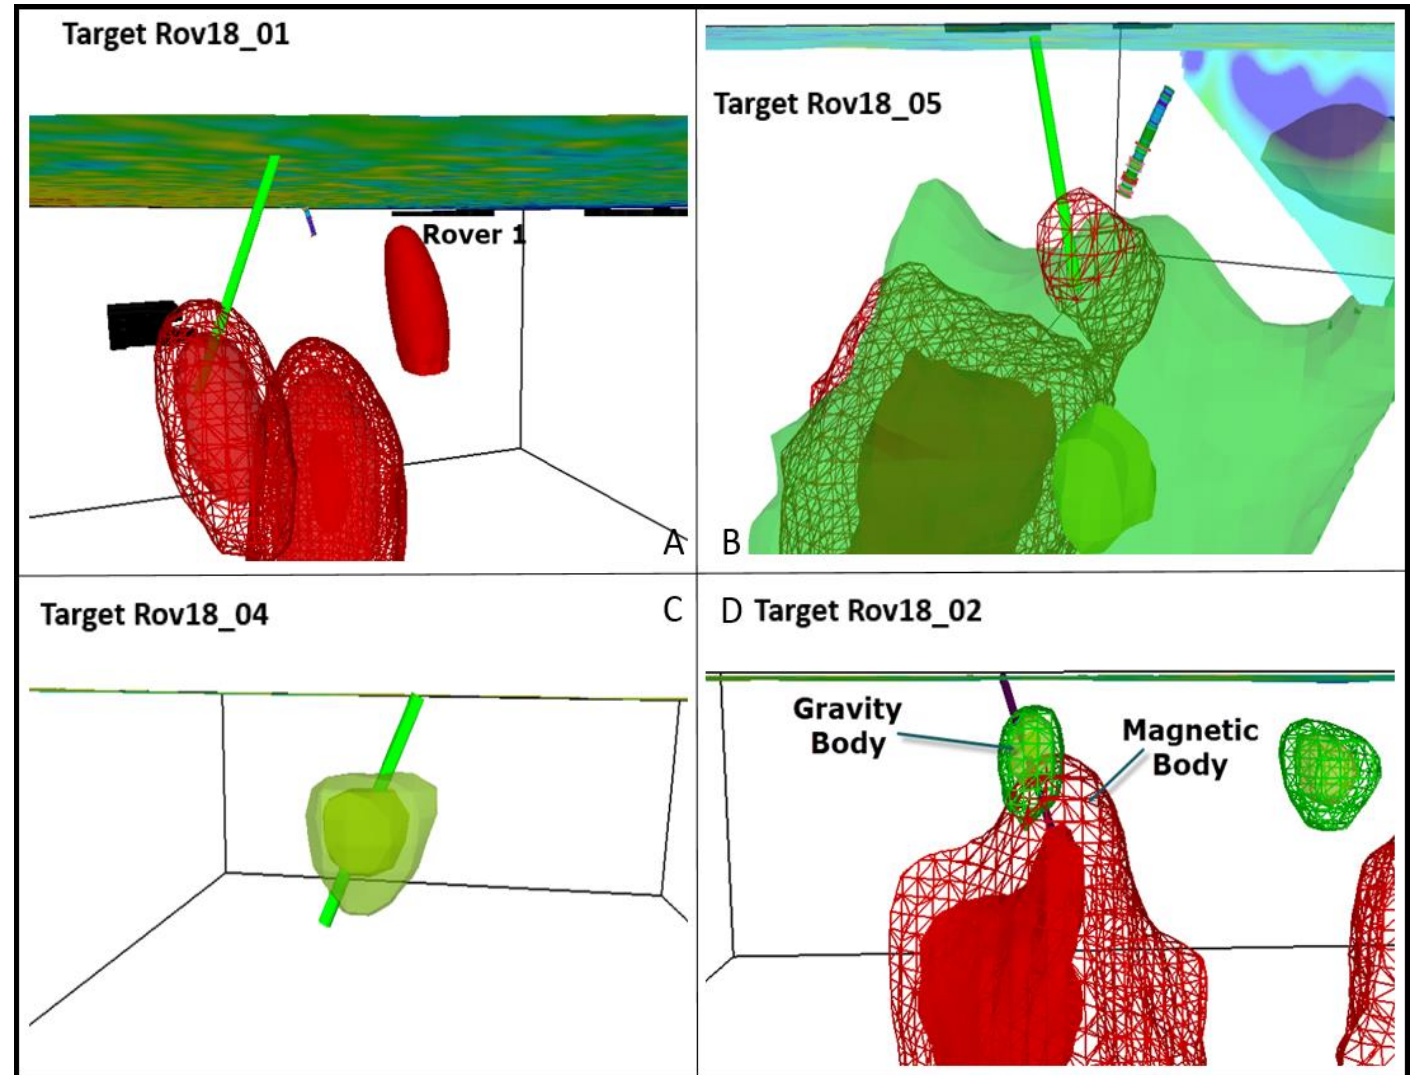 Target Rov18_01
Rover 1
A
Target Rov18_05
B
Target Rov18_04
C
D Target Rov18_02
Gravity
Body
Magnetic
Body